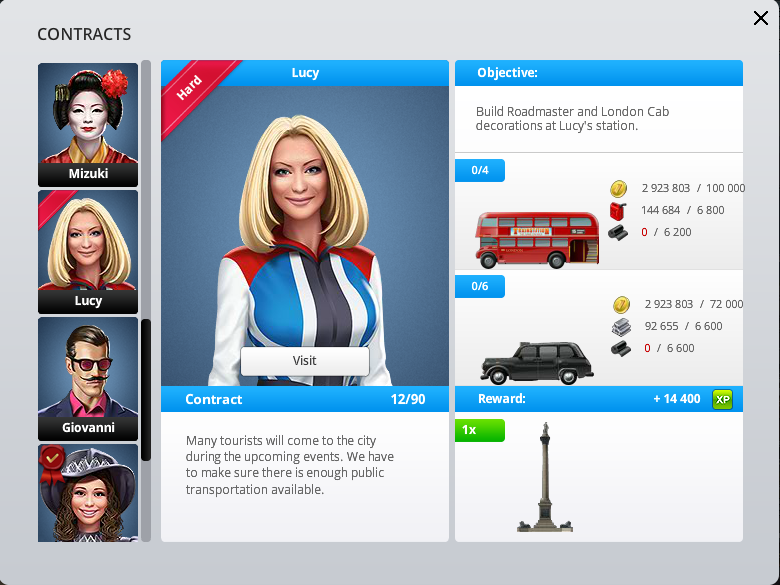 CONTRACTS
Mizuki
Lucy
Giovanni
Hard
Lucy
Visit
Contract 12/90
Many tourists will come to the city
during the upcoming events. We have
to make sure there is enough public
transportation available.
Objective:
Build Roadmaster and London Cab
decorations at Lucy's station.
0/4
2 923 803 / 100 000
144 684 / 6 800
0 / 6 200
0/6
2 923 803 / 72 000
92 655 / 6 600
0 / 6 600
Reward: + 14 400 XP
1x